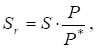 S_r = S · P / P*,